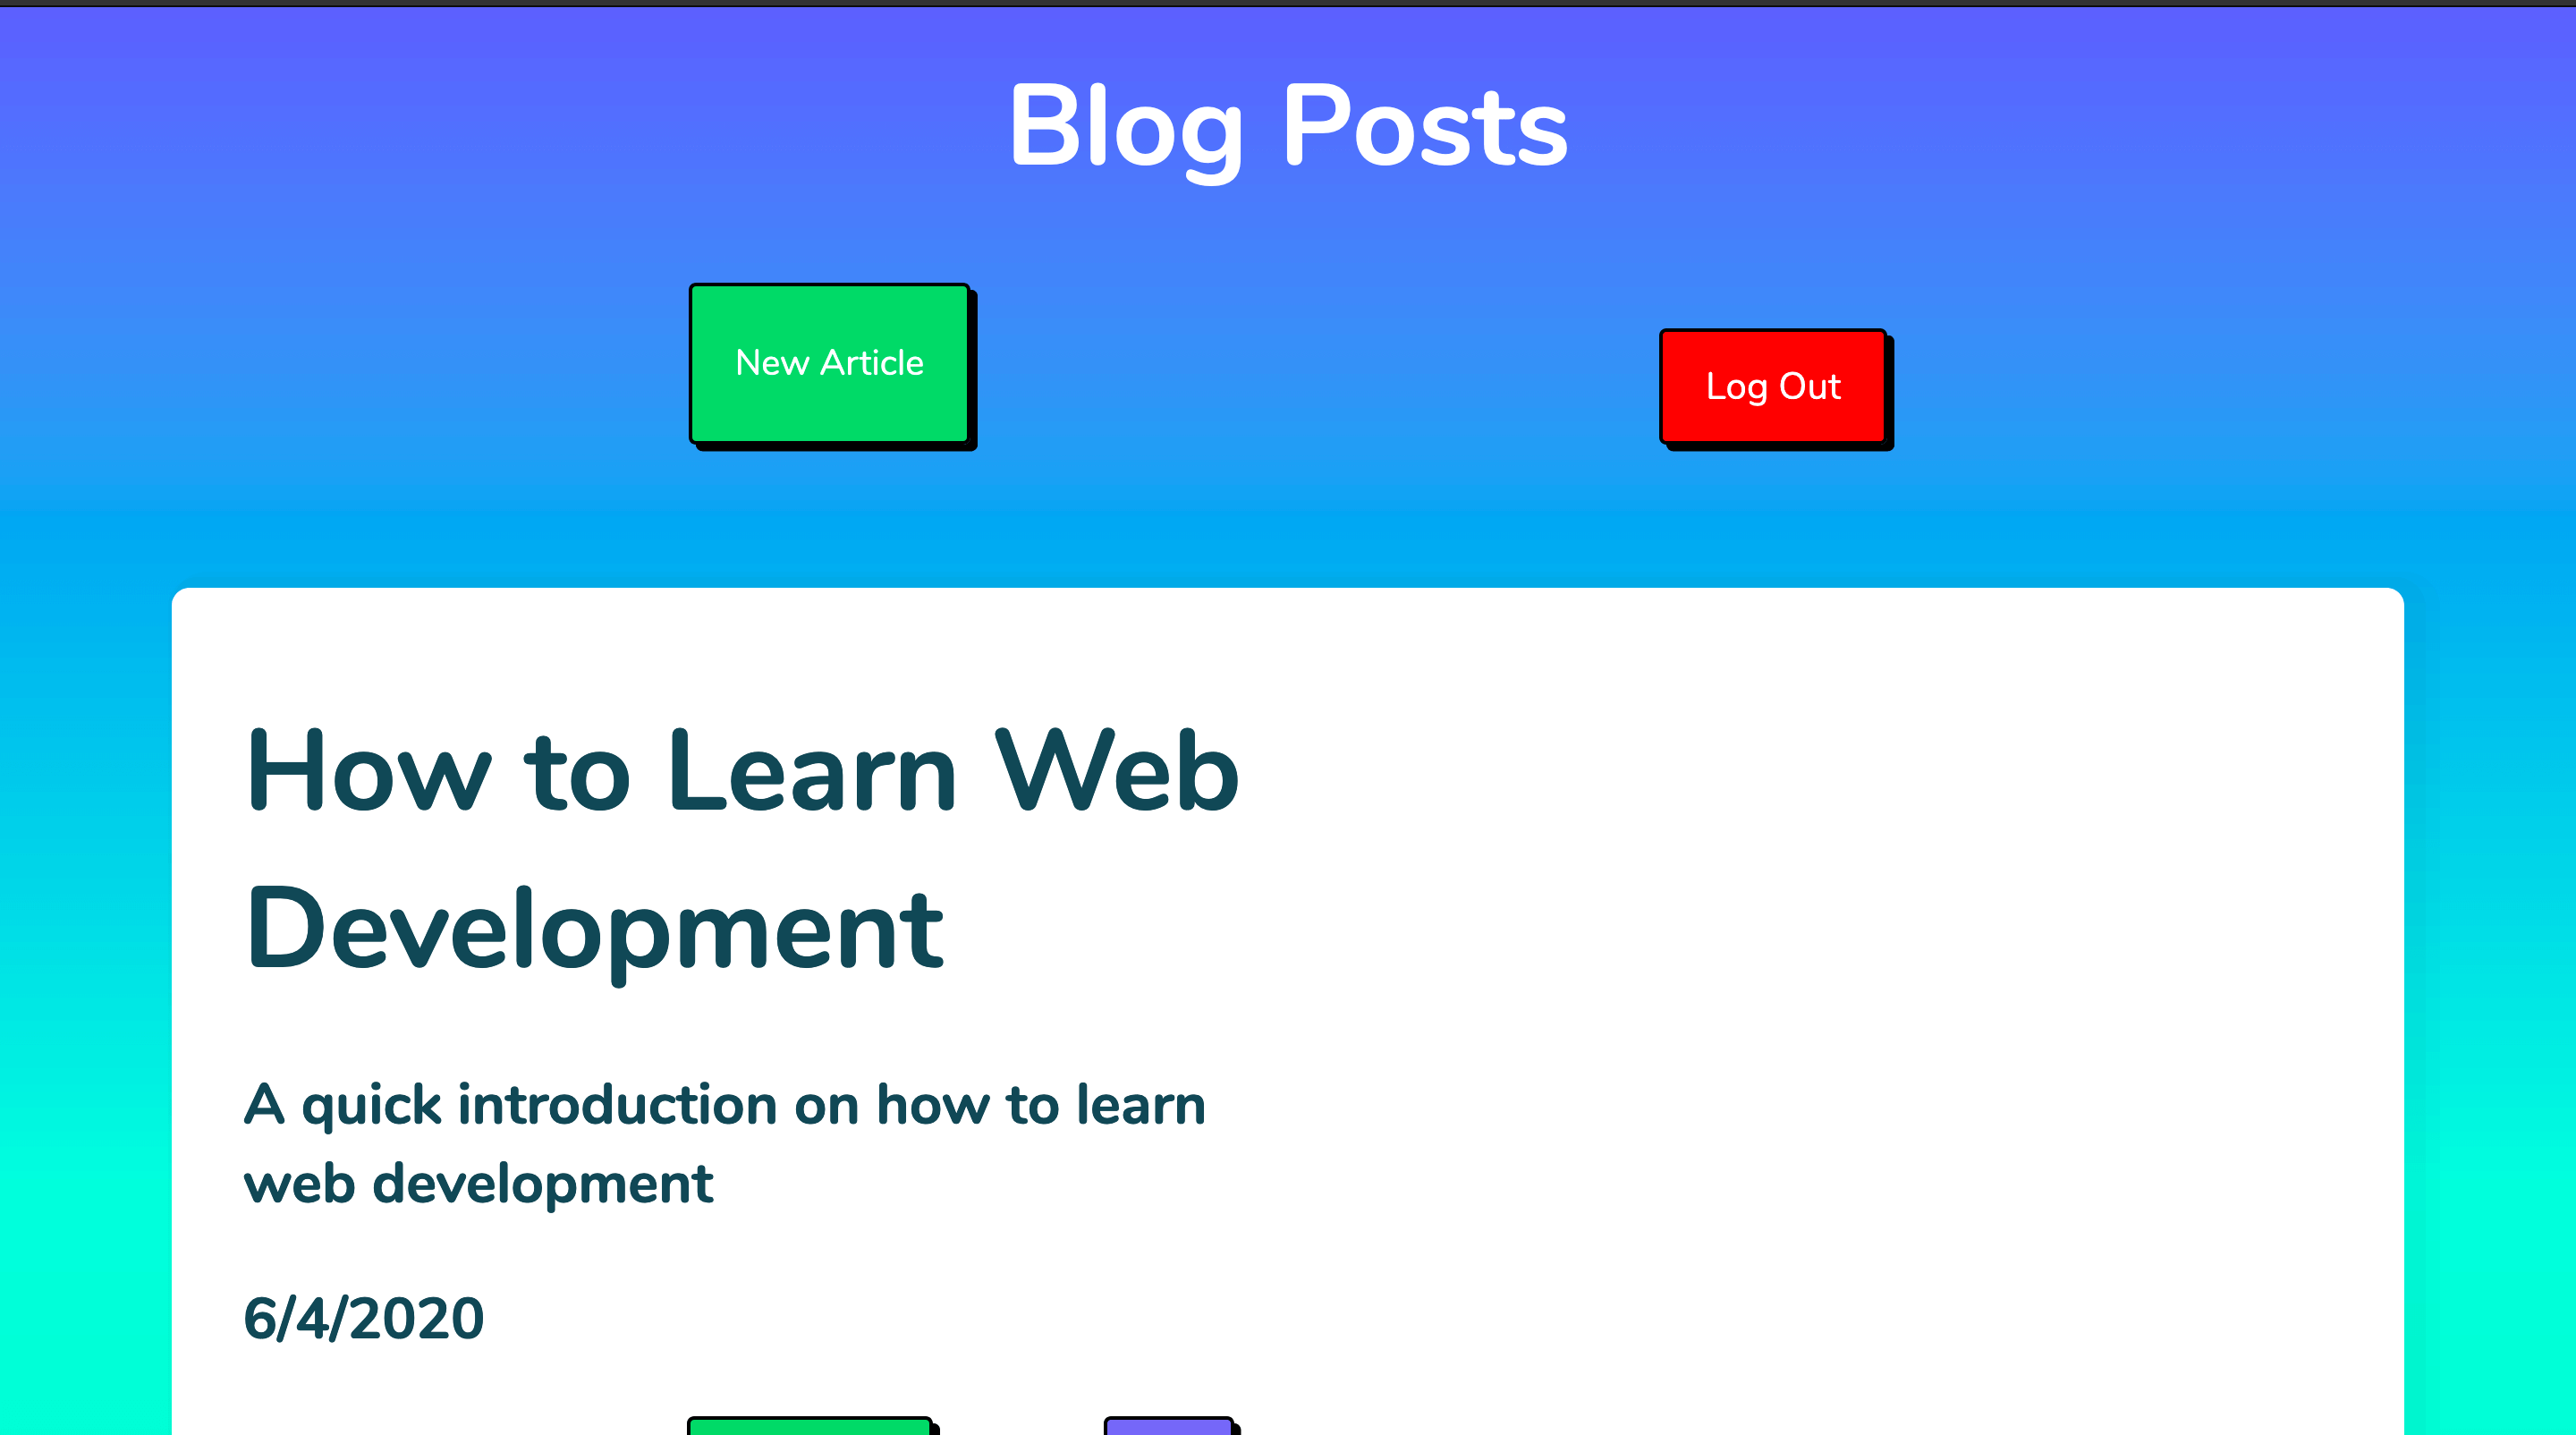 Blog Posts
New Article
Log Out
How to Learn Web
Development
A quick introduction on how to learn
web development
6/4/2020